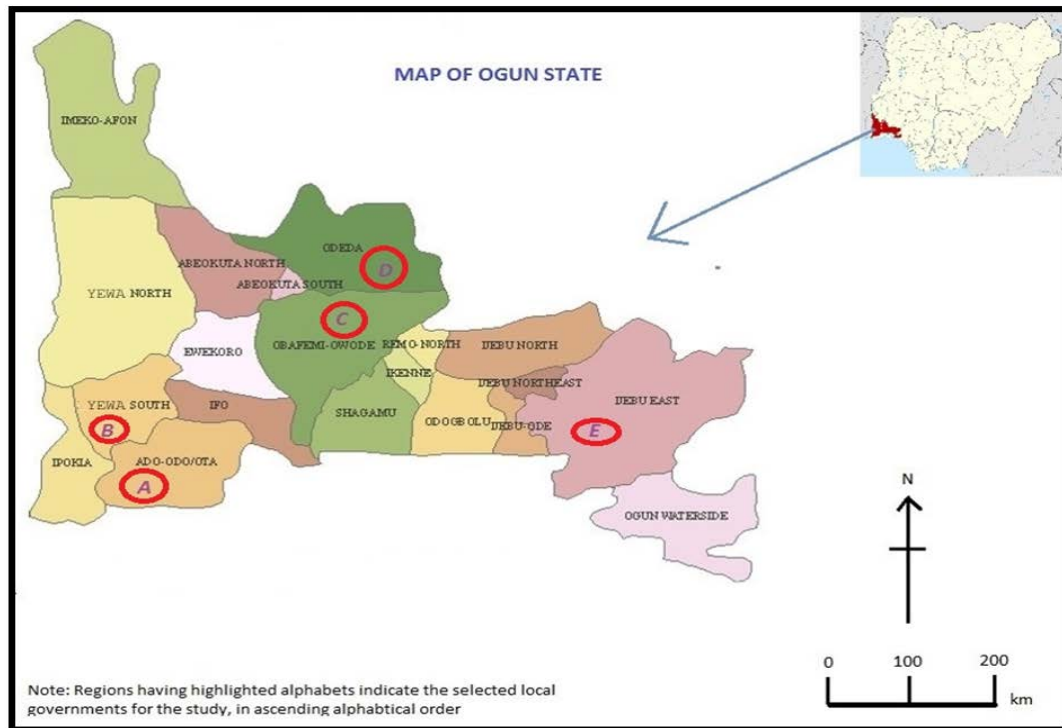 MAP OF OGUN STATE
IMEKO-AFON
ODEDA
D
ABEOKUTA NORTH
ABEOKUTA SOUTH
YEWA NORTH
C
EWEKORO
OBAFEMI-OWODE
REMO-NORTH
IJEBU NORTH
IKENNE
IJEBU NORTHEAST
YEWA SOUTH
IFO
SHAGAMU
ODOGBOLU
IJEBU-ODE
IJEBU EAST
B
E
IPOKIA
ADO-ODO/OTA
A
OGUN WATERSIDE
N
0 100 200
km
Note: Regions having highlighted alphabets indicate the selected local
governments for the study, in ascending alphabtical order